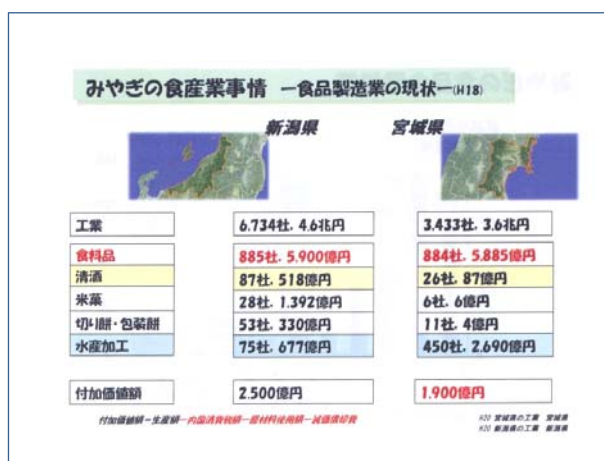 みやぎの食産業事情 ー食品製造業の現状ー(H18)
新潟県 宮城県
工業 6.734社，4.6兆円 3.433社，3.6兆円
食料品 885社，5.900億円 884社，5.885億円
清酒 87社，518億円 26社，87億円
米菓 28社，1.392億円 6社，6億円
切り餅・包装餅 53社，330億円 11社，4億円
水産加工 75社，677億円 450社，2.690億円
付加価値額 2.500億円 1.900億円
付加価値額＝生産額ー内国消費税額ー原材料使用額ー減価償却費
H20 宮城県の工業 宮城県
H20 新潟県の工業 新潟県